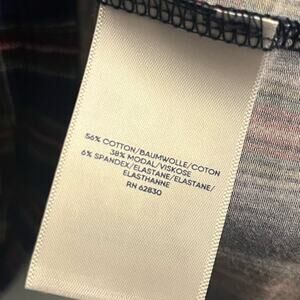 56% COTTON/BAUMWOLLE/COTON
38% MODAL/VISKOSE
6% SPANDEX/ELASTANE/ELASTANE/
ELASTHANNE
RN 62830